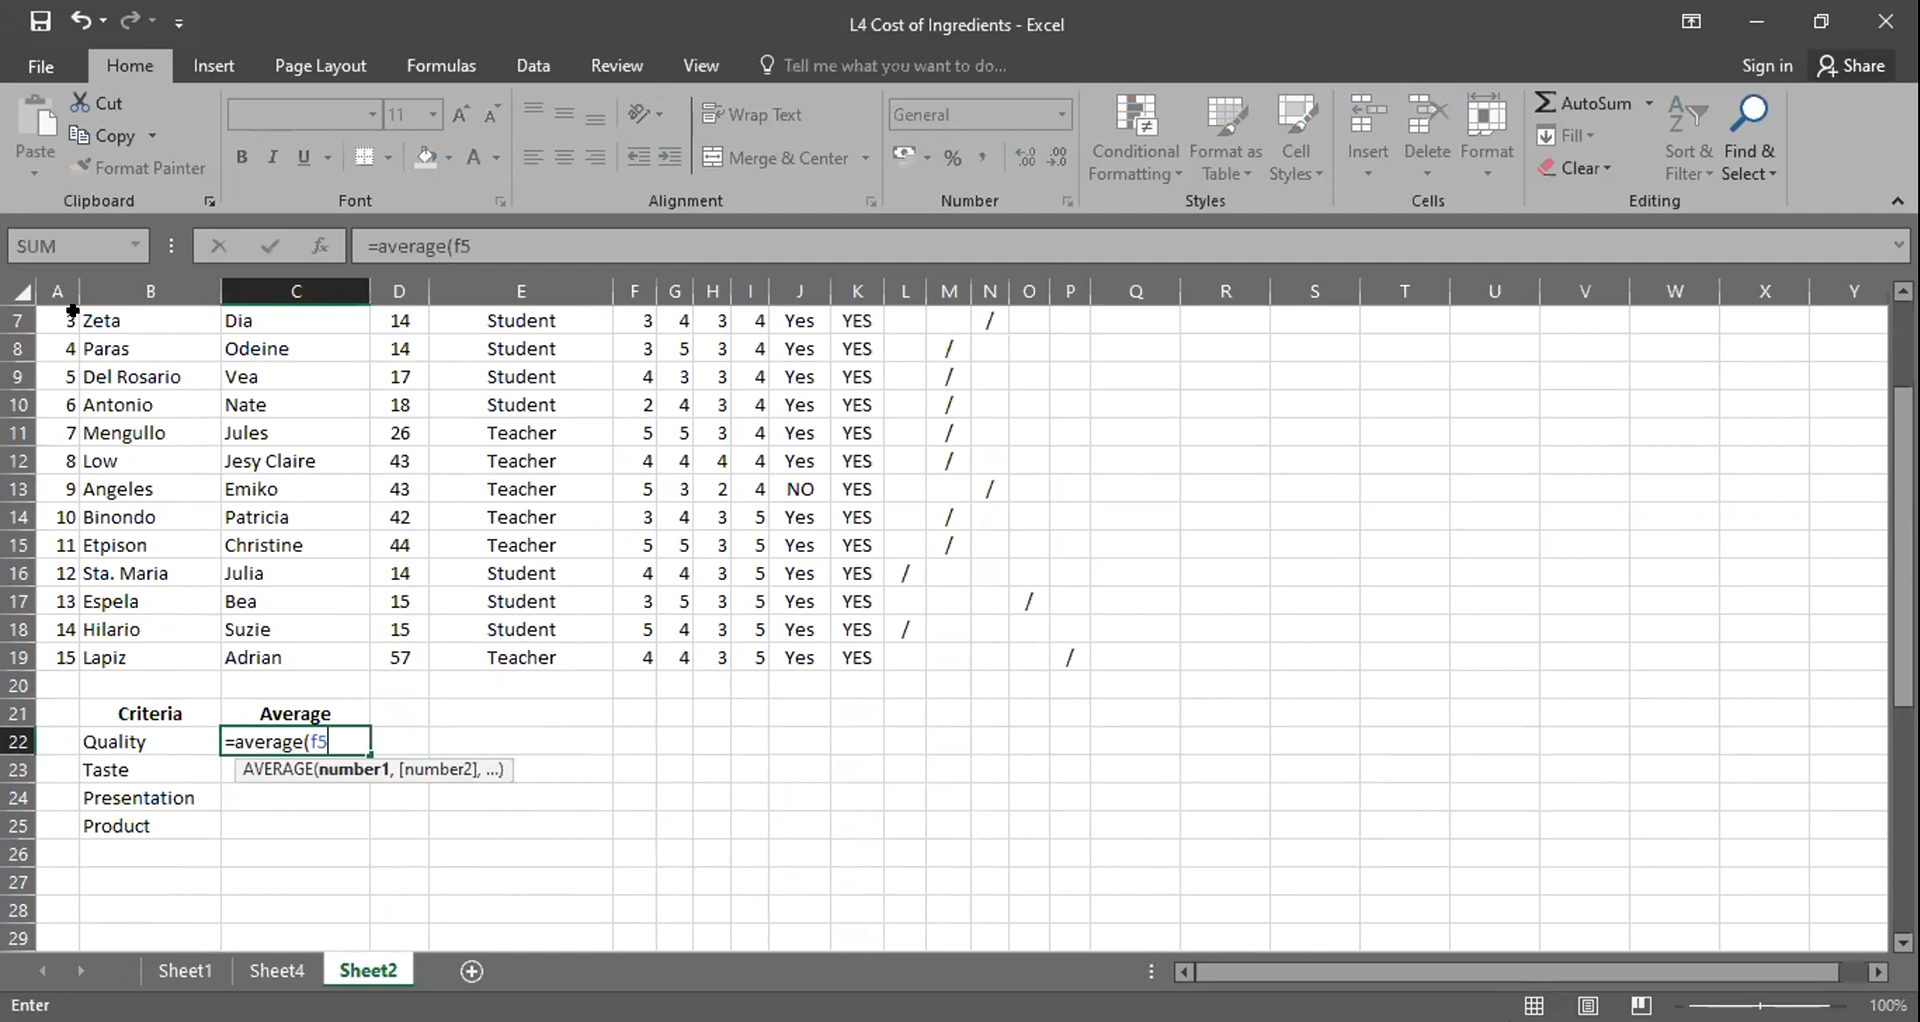 L4 Cost of Ingredients - Excel
File Home Insert Page Layout Formulas Data Review View Tell me what you want to do... Sign in Share
Paste Cut Copy Format Painter Clipboard
11 A A B I U A Font
Wrap Text Merge & Center Alignment
General % , .00 .0 Number
Conditional Formatting Format as Table Cell Styles Styles
Insert Delete Format Cells
AutoSum Fill Clear Sort & Filter Find & Select Editing
SUM fx =average(f5
A B C D E F G H I J K L M N O P Q R S T U V W X Y
7 3 Zeta Dia 14 Student 3 4 3 4 Yes YES /
8 4 Paras Odeine 14 Student 3 5 3 4 Yes YES /
9 5 Del Rosario Vea 17 Student 4 3 3 4 Yes YES /
10 6 Antonio Nate 18 Student 2 4 3 4 Yes YES /
11 7 Mengullo Jules 26 Teacher 5 5 3 4 Yes YES /
12 8 Low Jesy Claire 43 Teacher 4 4 4 4 Yes YES /
13 9 Angeles Emiko 43 Teacher 5 3 2 4 NO YES /
14 10 Binondo Patricia 42 Teacher 3 4 3 5 Yes YES /
15 11 Etpison Christine 44 Teacher 5 5 3 5 Yes YES /
16 12 Sta. Maria Julia 14 Student 4 4 3 5 Yes YES /
17 13 Espela Bea 15 Student 3 5 3 5 Yes YES /
18 14 Hilario Suzie 15 Student 5 4 3 5 Yes YES /
19 15 Lapiz Adrian 57 Teacher 4 4 3 5 Yes YES /
20
21 Criteria Average
22 Quality =average(f5
23 Taste AVERAGE(number1, [number2], ...)
24 Presentation
25 Product
26
27
28
29
Sheet1 Sheet4 Sheet2
Enter 100%